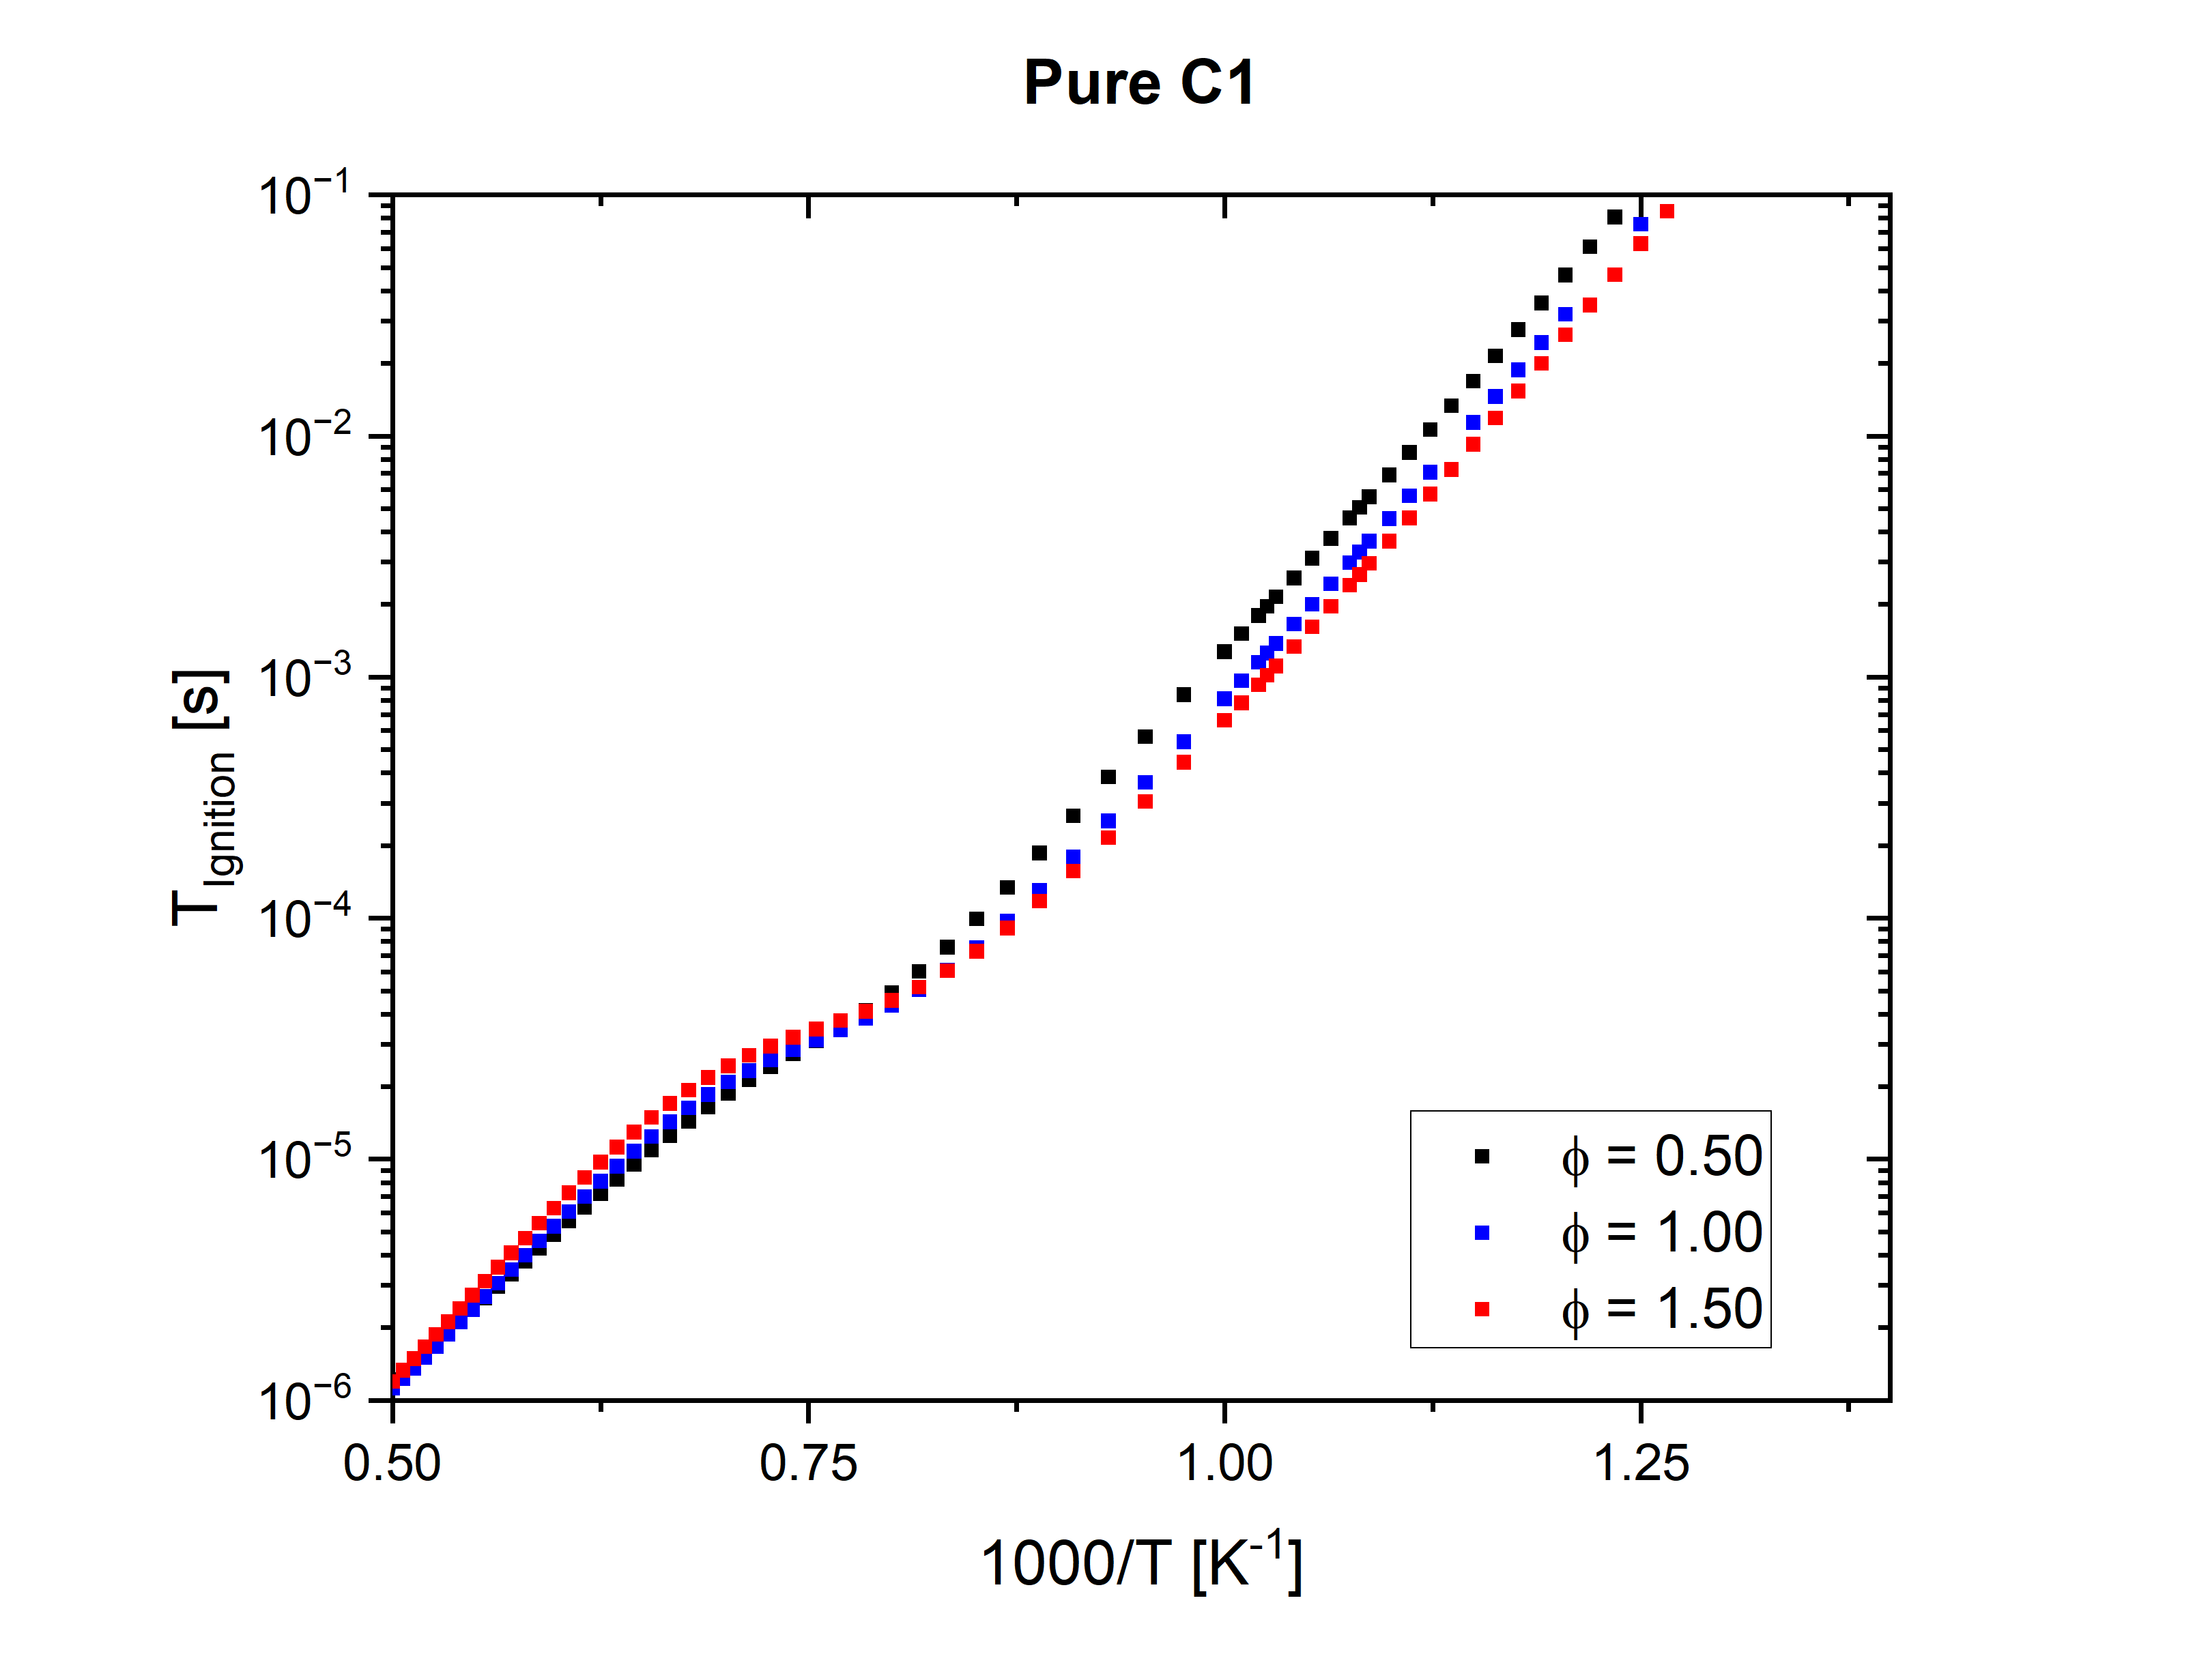 Pure C1
10⁻¹
10⁻²
10⁻³
10⁻⁴
10⁻⁵
10⁻⁶
T_Ignition [s]
ϕ = 0.50
ϕ = 1.00
ϕ = 1.50
0.50 0.75 1.00 1.25
1000/T [K⁻¹]